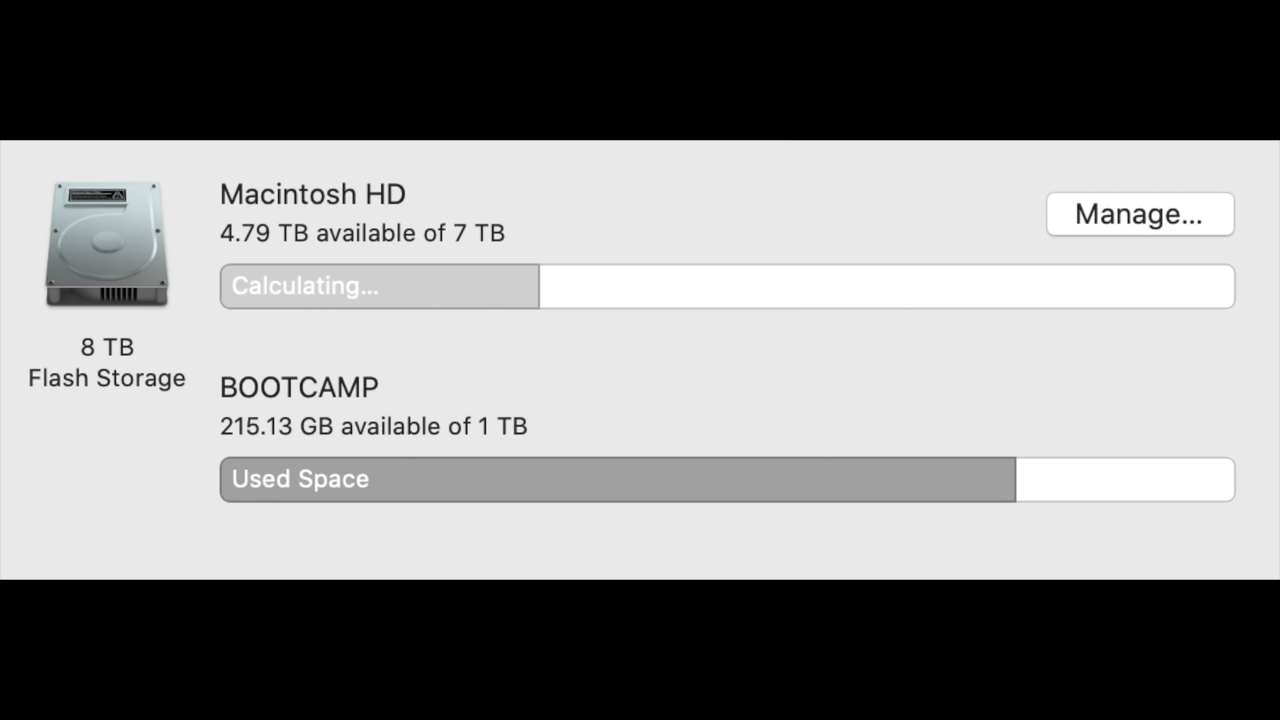 Macintosh HD
4.79 TB available of 7 TB
Manage...
Calculating...
8 TB
Flash Storage
BOOTCAMP
215.13 GB available of 1 TB
Used Space